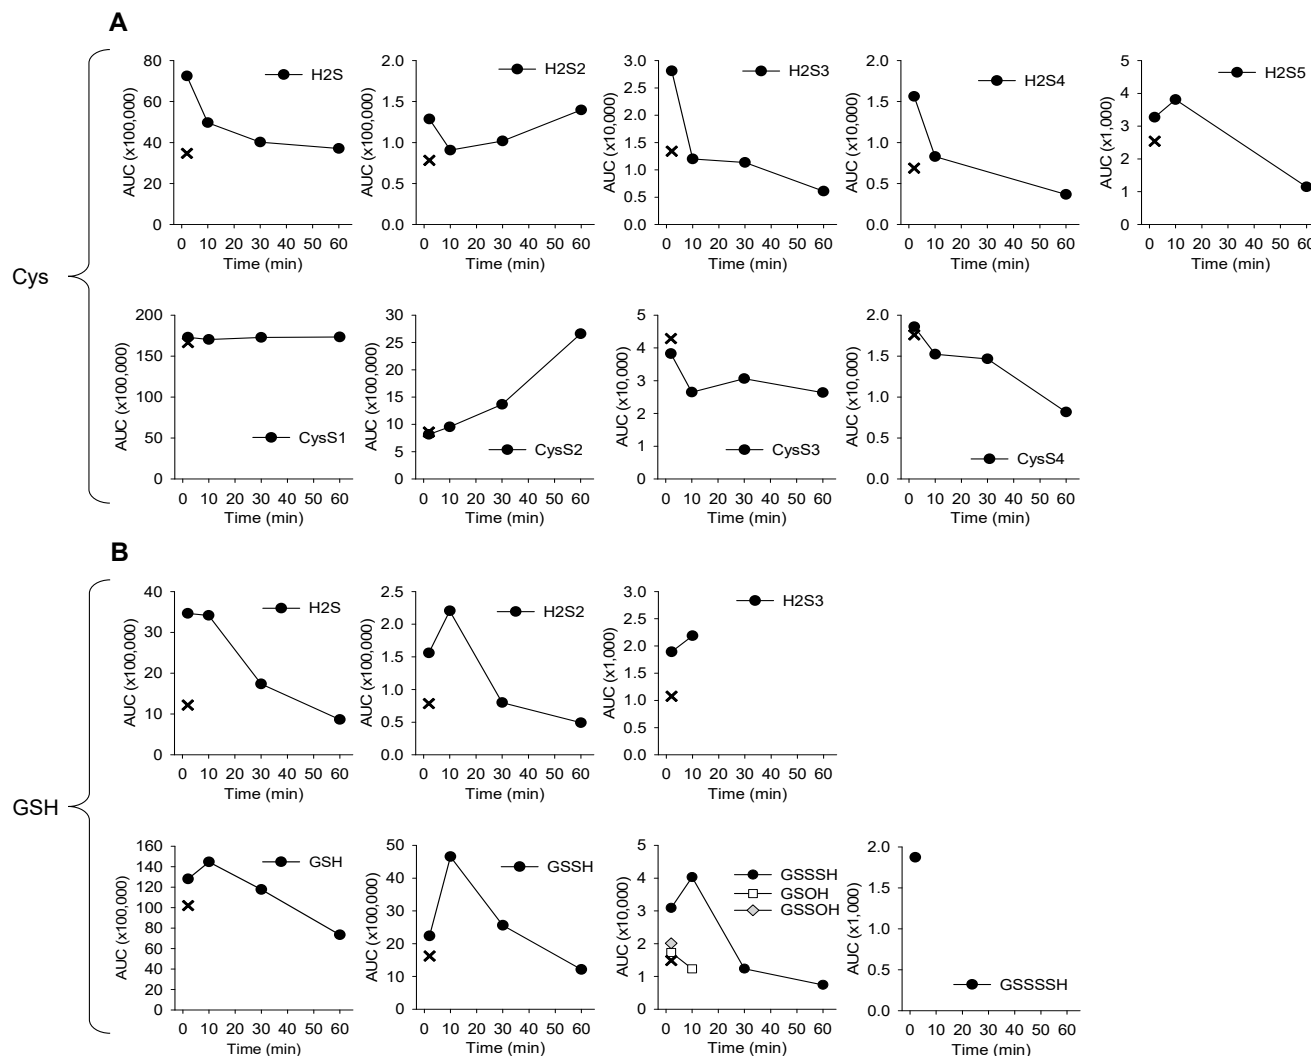 A
Cys
80
60
40
20
0
AUC (x100,000)
H2S
0 10 20 30 40 50 60
Time (min)
2.0
1.5
1.0
0.5
0.0
AUC (x100,000)
H2S2
0 10 20 30 40 50 60
Time (min)
3.0
2.5
2.0
1.5
1.0
0.5
0.0
AUC (x10,000)
H2S3
0 10 20 30 40 50 60
Time (min)
2.0
1.5
1.0
0.5
0.0
AUC (x10,000)
H2S4
0 10 20 30 40 50 60
Time (min)
5
4
3
2
1
0
AUC (x1,000)
H2S5
0 10 20 30 40 50 60
Time (min)
200
150
100
50
0
AUC (x100,000)
CysS1
0 10 20 30 40 50 60
Time (min)
30
25
20
15
10
5
0
AUC (x100,000)
CysS2
0 10 20 30 40 50 60
Time (min)
5
4
3
2
1
0
AUC (x10,000)
CysS3
0 10 20 30 40 50 60
Time (min)
2.0
1.5
1.0
0.5
0.0
AUC (x10,000)
CysS4
0 10 20 30 40 50 60
Time (min)
B
GSH
40
30
20
10
0
AUC (x100,000)
H2S
0 10 20 30 40 50 60
Time (min)
2.5
2.0
1.5
1.0
0.5
0.0
AUC (x100,000)
H2S2
0 10 20 30 40 50 60
Time (min)
3.0
2.5
2.0
1.5
1.0
0.5
0.0
AUC (x1,000)
H2S3
0 10 20 30 40 50 60
Time (min)
160
140
120
100
80
60
40
20
0
AUC (x100,000)
GSH
0 10 20 30 40 50 60
Time (min)
50
40
30
20
10
0
AUC (x100,000)
GSSH
0 10 20 30 40 50 60
Time (min)
5
4
3
2
1
0
AUC (x10,000)
GSSSH
GSOH
GSSOH
0 10 20 30 40 50 60
Time (min)
2.0
1.5
1.0
0.5
0.0
AUC (x1,000)
GSSSSH
0 10 20 30 40 50 60
Time (min)